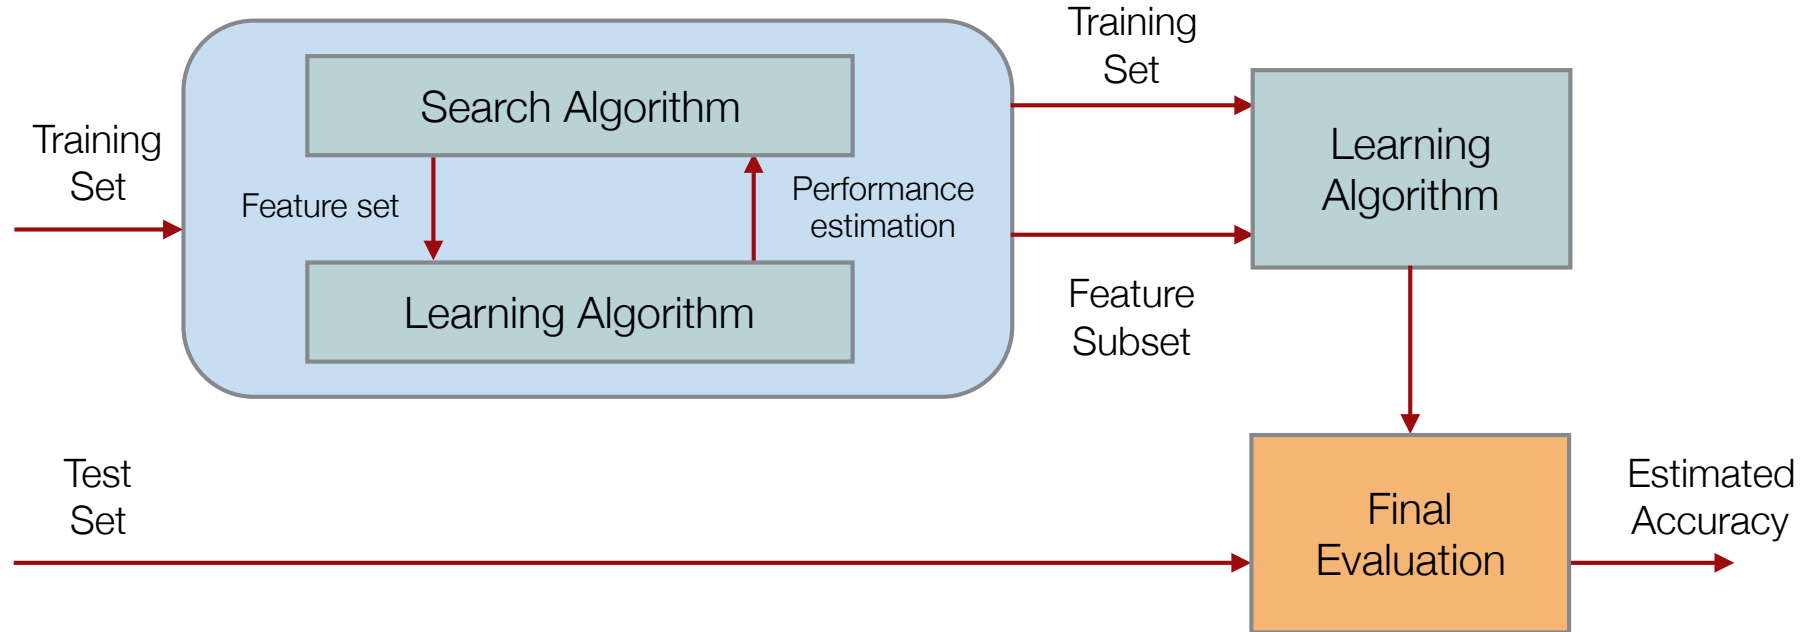 Training
Set
Search Algorithm
Feature set
Performance
estimation
Learning Algorithm
Training
Set
Feature
Subset
Learning
Algorithm
Test
Set
Final
Evaluation
Estimated
Accuracy